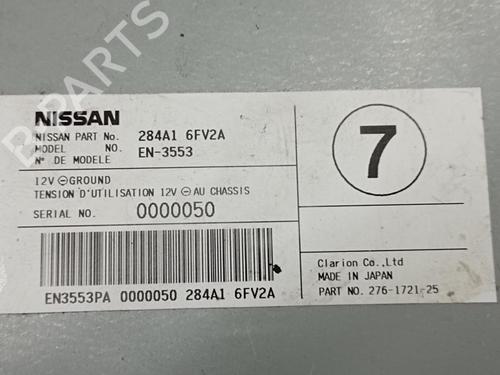 B-PARTS
NISSAN
NISSAN PART No. 284A1 6FV2A
MODEL NO. EN-3553
N° DE MODELE
7
12V ⊖ GROUND
TENSION D'UTILISATION 12V ⊖ AU CHASSIS
SERIAL NO. 0000050
EN3553PA 0000050 284A1 6FV2A
Clarion Co.,Ltd
MADE IN JAPAN
PART NO. 276-1721-25